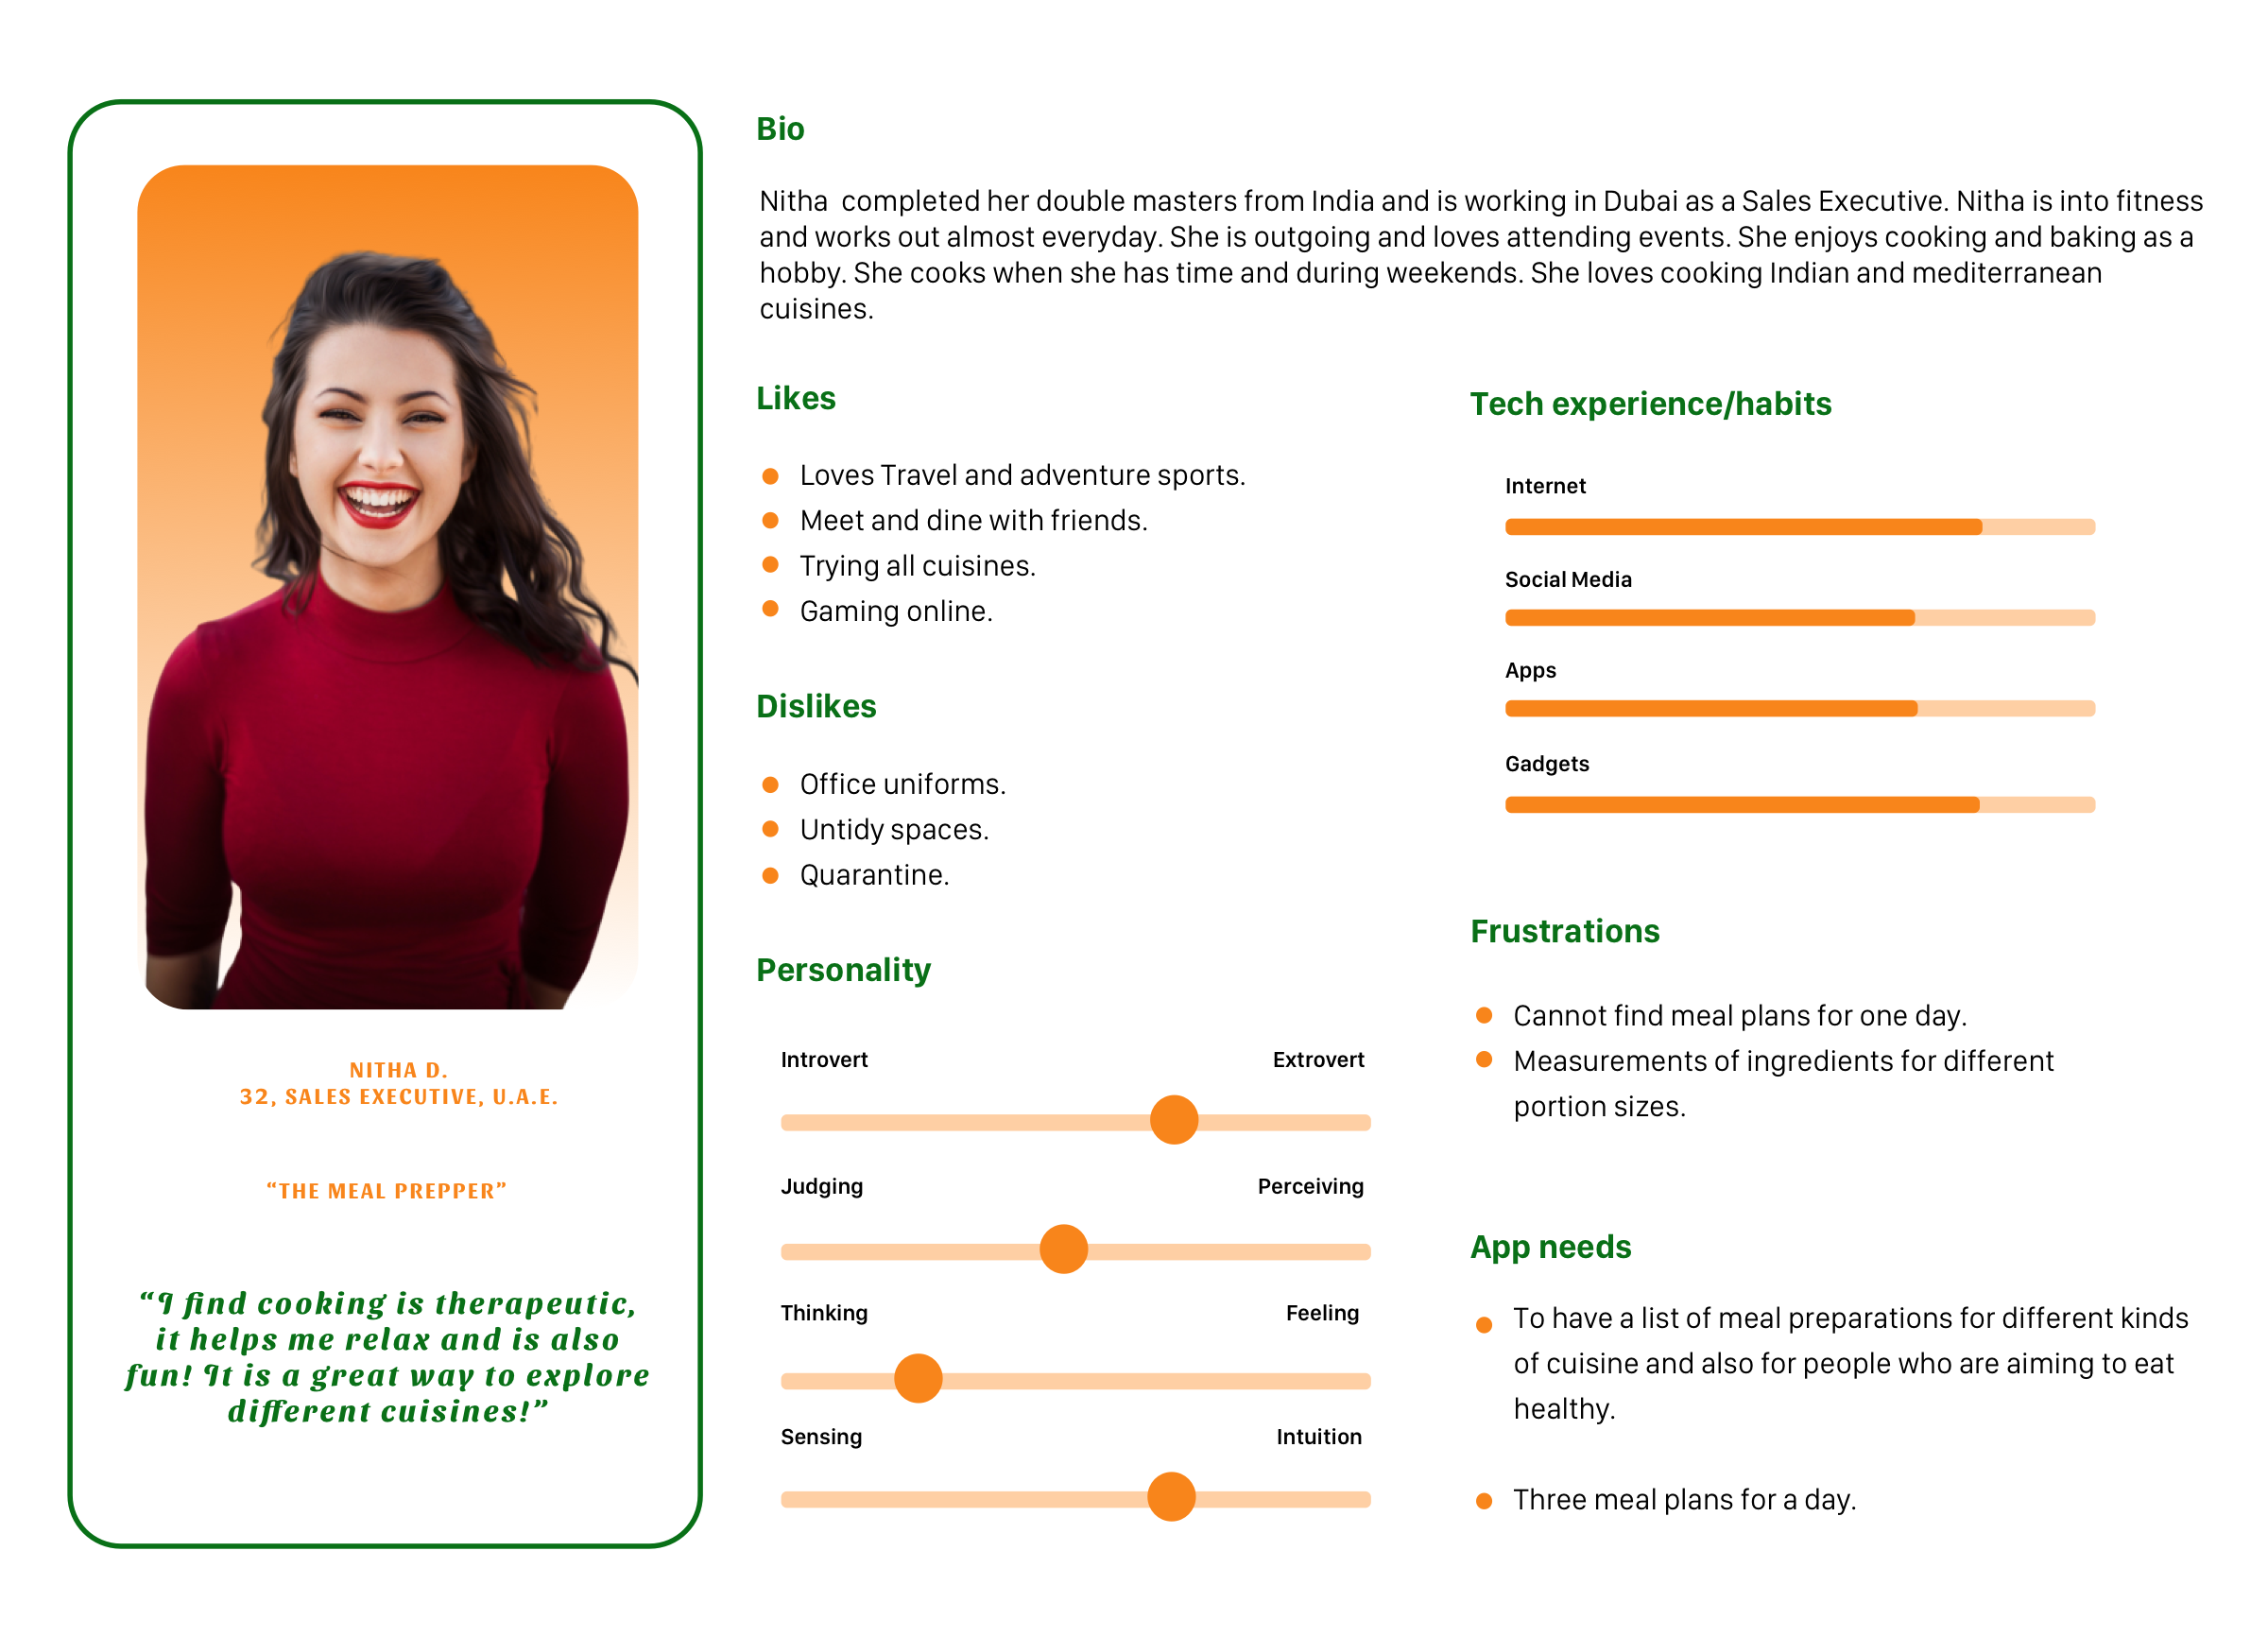 NITHA D.
32, SALES EXECUTIVE, U.A.E.
“THE MEAL PREPPER”
“I find cooking is therapeutic,
it helps me relax and is also
fun! It is a great way to explore
different cuisines!”
Bio
Nitha  completed her double masters from India and is working in Dubai as a Sales Executive. Nitha is into fitness
and works out almost everyday. She is outgoing and loves attending events. She enjoys cooking and baking as a
hobby. She cooks when she has time and during weekends. She loves cooking Indian and mediterranean
cuisines.
Likes
Loves Travel and adventure sports.
Meet and dine with friends.
Trying all cuisines.
Gaming online.
Dislikes
Office uniforms.
Untidy spaces.
Quarantine.
Personality
Introvert Extrovert
Judging Perceiving
Thinking Feeling
Sensing Intuition
Tech experience/habits
Internet
Social Media
Apps
Gadgets
Frustrations
Cannot find meal plans for one day.
Measurements of ingredients for different
portion sizes.
App needs
To have a list of meal preparations for different kinds
of cuisine and also for people who are aiming to eat
healthy.
Three meal plans for a day.